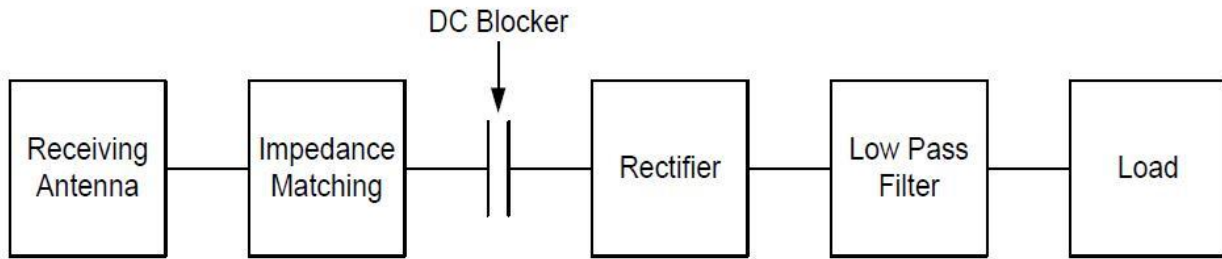 DC Blocker
Receiving
Antenna
Impedance
Matching
Rectifier
Low Pass
Filter
Load